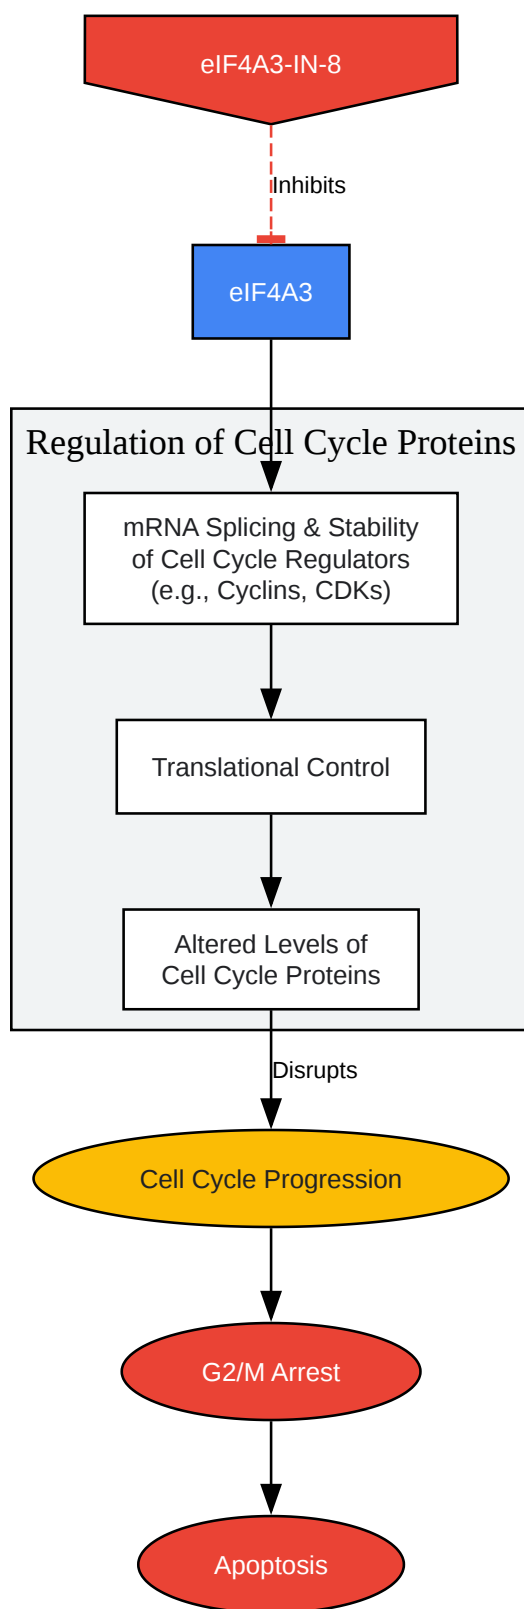 eIF4A3-IN-8
Inhibits
eIF4A3
Regulation of Cell Cycle Proteins
mRNA Splicing & Stability
of Cell Cycle Regulators
(e.g., Cyclins, CDKs)
Translational Control
Altered Levels of
Cell Cycle Proteins
Disrupts
Cell Cycle Progression
G2/M Arrest
Apoptosis